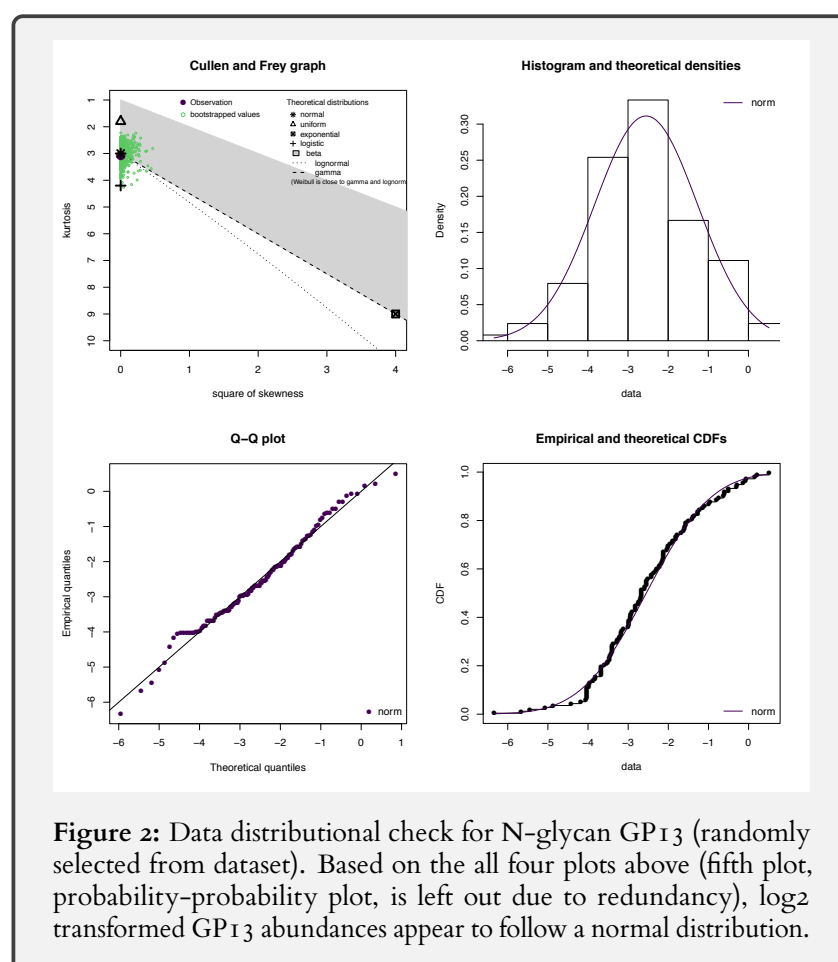 Cullen and Frey graph
Observation
bootstrapped values
Theoretical distributions
normal
uniform
exponential
logistic
beta
lognormal
gamma
(Weibull is close to gamma and lognorm
kurtosis
1
2
3
4
5
6
7
8
9
10
0 1 2 3 4
square of skewness
Histogram and theoretical densities
norm
Density
0.30
0.25
0.20
0.15
0.10
0.05
0.00
−6 −5 −4 −3 −2 −1 0
data
Q−Q plot
Empirical quantiles
0
−1
−2
−3
−4
−5
−6
norm
−6 −5 −4 −3 −2 −1 0 1
Theoretical quantiles
Empirical and theoretical CDFs
CDF
1.0
0.8
0.6
0.4
0.2
0.0
norm
−6 −5 −4 −3 −2 −1 0
data
Figure 2: Data distributional check for N-glycan GP13 (randomly
selected from dataset). Based on the all four plots above (fifth plot,
probability-probability plot, is left out due to redundancy), log2
transformed GP13 abundances appear to follow a normal distribution.